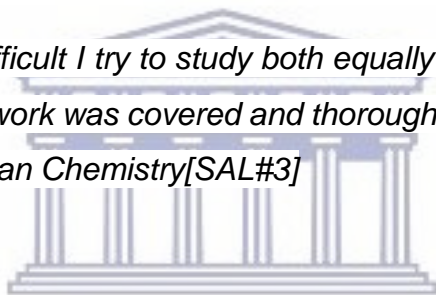 fficult I try to study both equally
work was covered and thorough
an Chemistry[SAL#3]